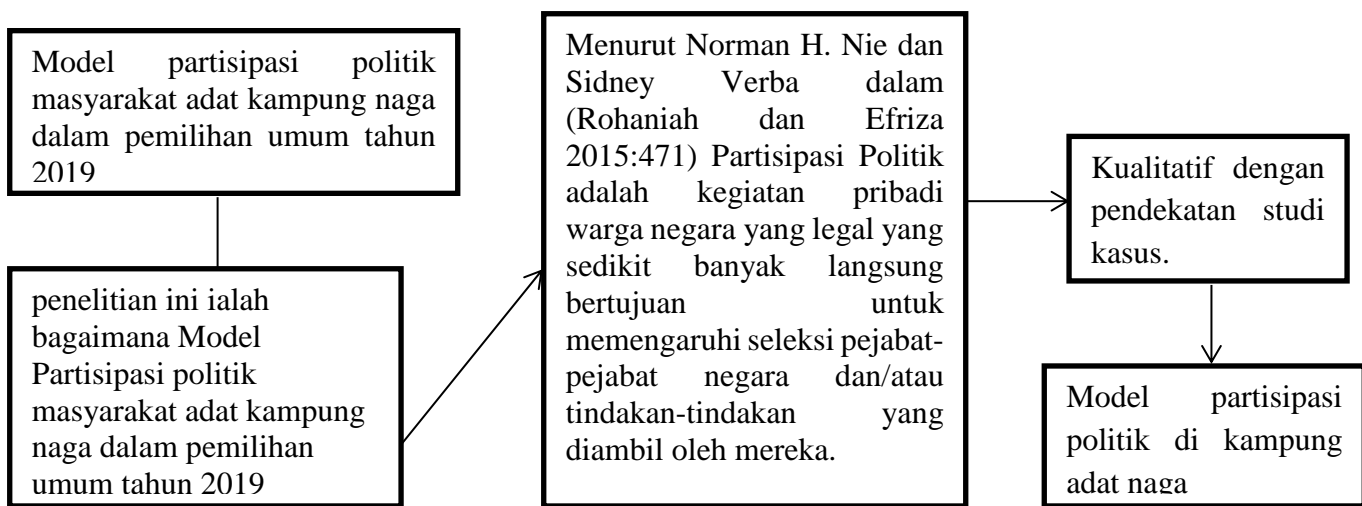 Model partisipasi politik
masyarakat adat kampung naga
dalam pemilihan umum tahun
2019
penelitian ini ialah
bagaimana Model
Partisipasi politik
masyarakat adat kampung
naga dalam pemilihan
umum tahun 2019
Menurut Norman H. Nie dan
Sidney Verba dalam
(Rohaniah dan Efriza
2015:471) Partisipasi Politik
adalah kegiatan pribadi
warga negara yang legal yang
sedikit banyak langsung
bertujuan untuk
memengaruhi seleksi pejabat-
pejabat negara dan/atau
tindakan-tindakan yang
diambil oleh mereka.
Kualitatif dengan
pendekatan studi
kasus.
Model partisipasi
politik di kampung
adat naga